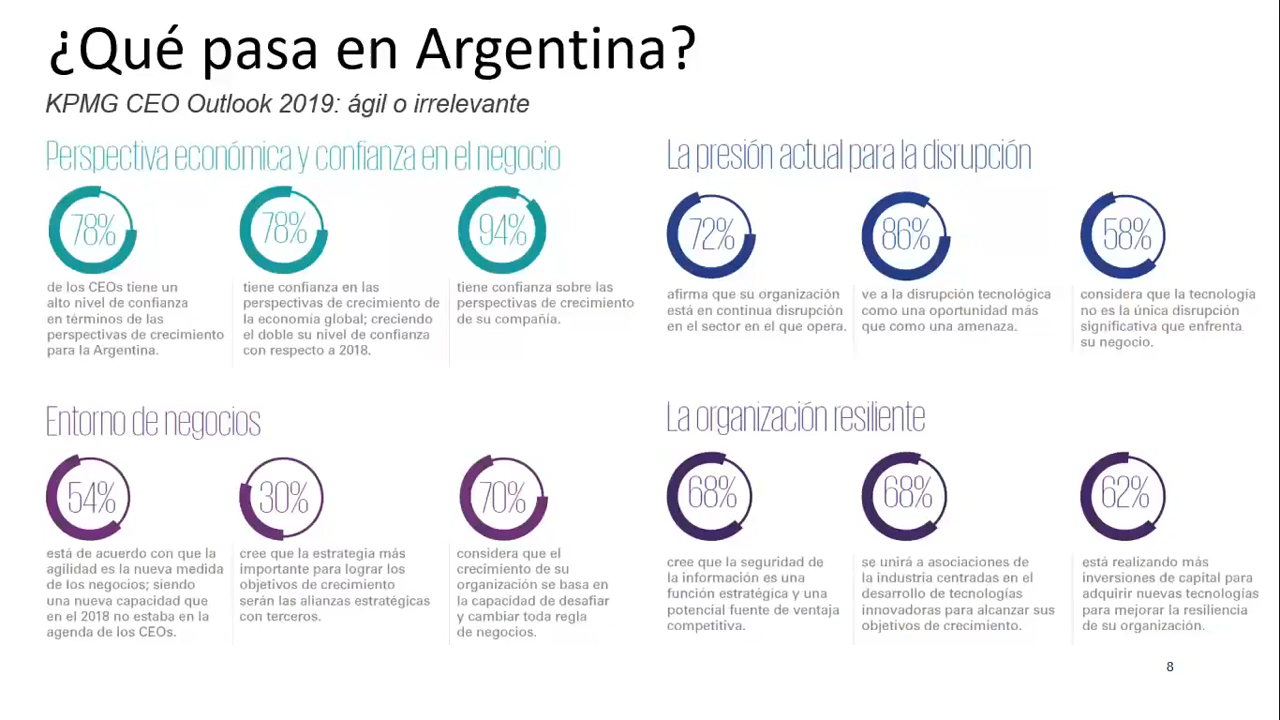 ¿Qué pasa en Argentina?
KPMG CEO Outlook 2019: ágil o irrelevante
Perspectiva económica y confianza en el negocio
78%
de los CEOs tiene un
alto nivel de confianza
en términos de las
perspectivas de crecimiento
para la Argentina.
78%
tiene confianza en las
perspectivas de crecimiento de
la economía global; creciendo
el doble su nivel de confianza
con respecto a 2018.
94%
tiene confianza sobre las
perspectivas de crecimiento
de su compañía.
La presión actual para la disrupción
72%
afirma que su organización
está en continua disrupción
en el sector en el que opera.
86%
ve a la disrupción tecnológica
como una oportunidad más
que como una amenaza.
58%
considera que la tecnología
no es la única disrupción
significativa que enfrenta
su negocio.
Entorno de negocios
54%
está de acuerdo con que la
agilidad es la nueva medida
de los negocios; siendo
una nueva capacidad que
en el 2018 no estaba en la
agenda de los CEOs.
30%
cree que la estrategia más
importante para lograr los
objetivos de crecimiento
serán las alianzas estratégicas
con terceros.
70%
considera que el
crecimiento de su
organización se basa en
la capacidad de desafiar
y cambiar toda regla
de negocios.
La organización resiliente
68%
cree que la seguridad de
la información es una
función estratégica y una
potencial fuente de ventaja
competitiva.
68%
se unirá a asociaciones de
la industria centradas en el
desarrollo de tecnologías
innovadoras para alcanzar sus
objetivos de crecimiento.
62%
está realizando más
inversiones de capital para
adquirir nuevas tecnologías
para mejorar la resiliencia
de su organización.
8